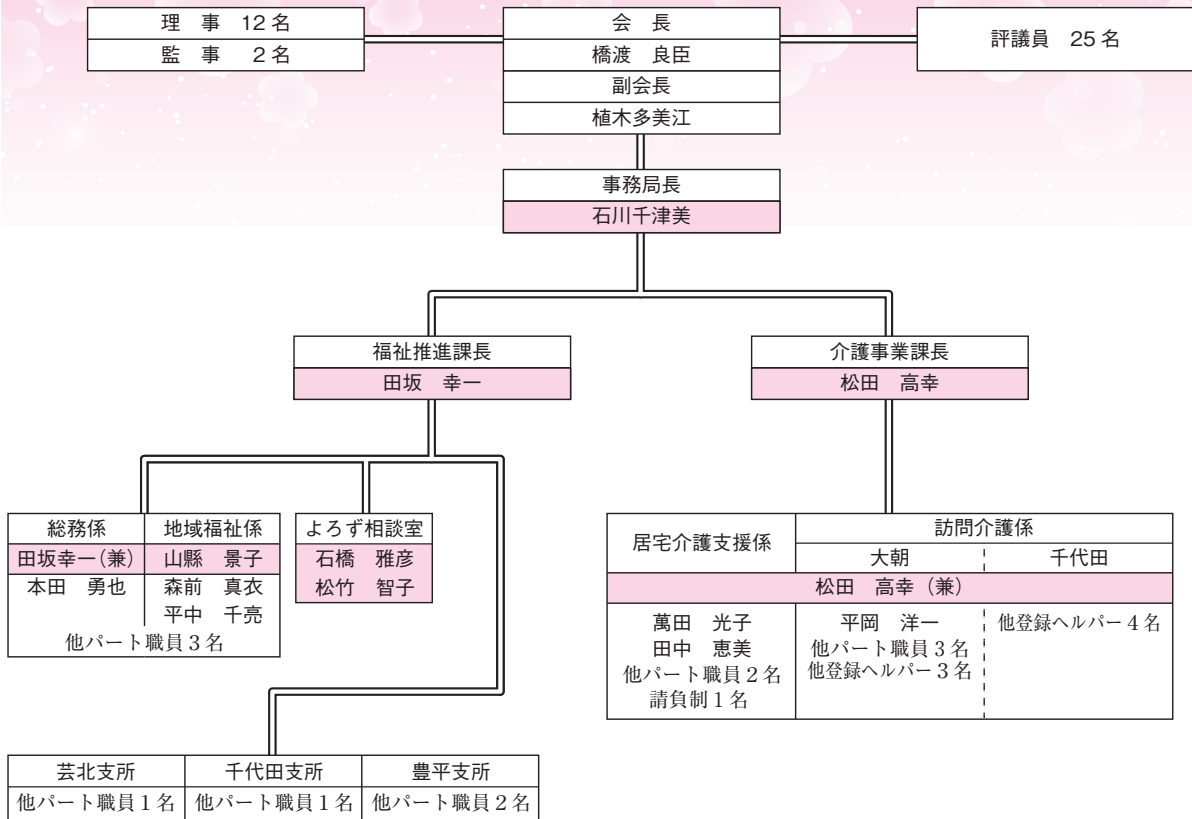 理　事　12名
監　事　2名
会　長
橋渡　良臣
副会長
植木多美江
評議員　25名
事務局長
石川千津美
福祉推進課長
田坂　幸一
介護事業課長
松田　高幸
総務係
田坂幸一（兼）
本田　勇也
地域福祉係
山縣　景子
森前　真衣
平中　千亮
他パート職員３名
よろず相談室
石橋　雅彦
松竹　智子
居宅介護支援係
訪問介護係
大朝
千代田
松田　高幸（兼）
萬田　光子
田中　恵美
他パート職員２名
請負制１名
平岡　洋一
他パート職員３名
他登録ヘルパー３名
他登録ヘルパー４名
芸北支所
他パート職員１名
千代田支所
他パート職員１名
豊平支所
他パート職員２名